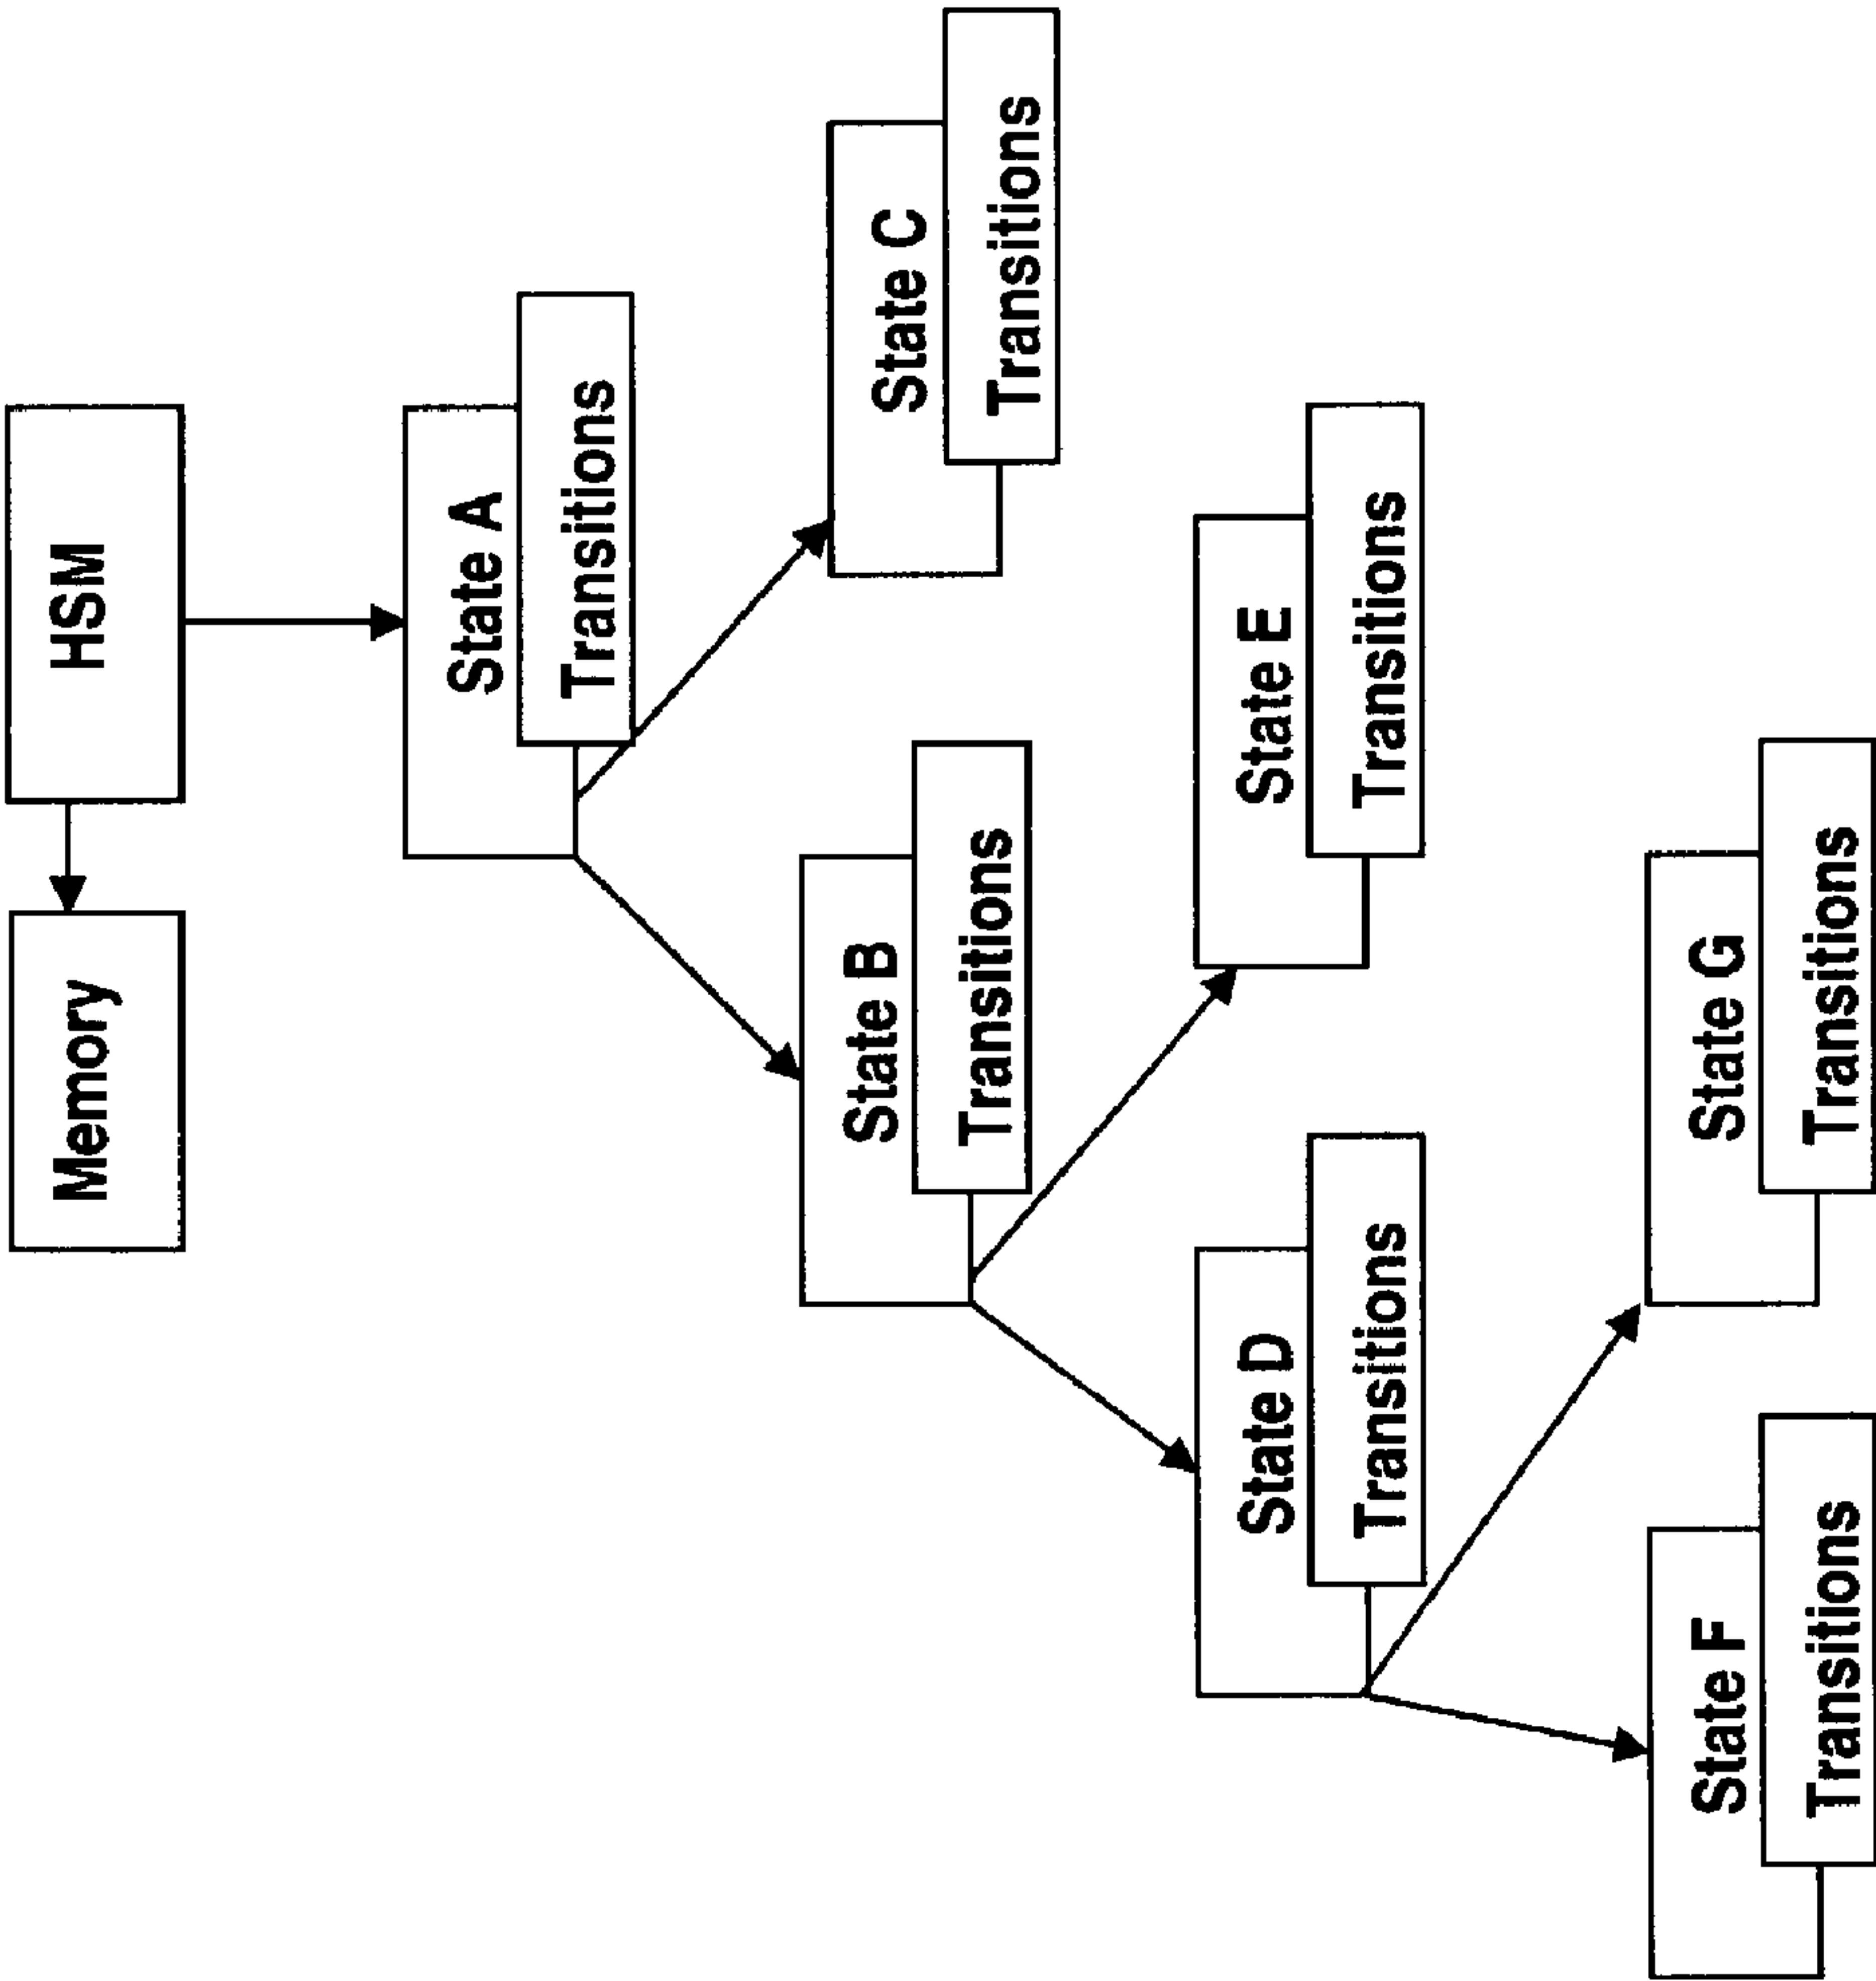 Memory
HSM
State A
Transitions
State B
Transitions
State C
Transitions
State D
Transitions
State E
Transitions
State F
Transitions
State G
Transitions